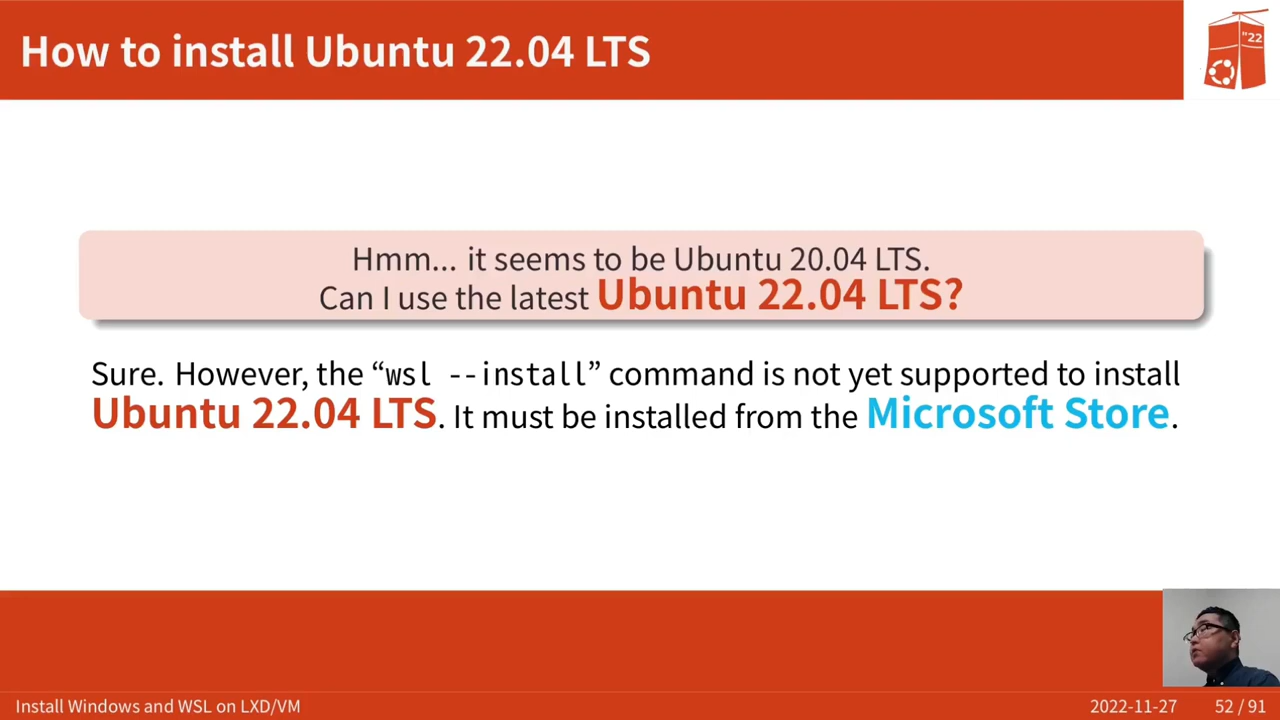 How to install Ubuntu 22.04 LTS
"22
Hmm... it seems to be Ubuntu 20.04 LTS.
Can I use the latest Ubuntu 22.04 LTS?
Sure. However, the “wsl --install” command is not yet supported to install
Ubuntu 22.04 LTS. It must be installed from the Microsoft Store.
Install Windows and WSL on LXD/VM
2022-11-27
52 / 91